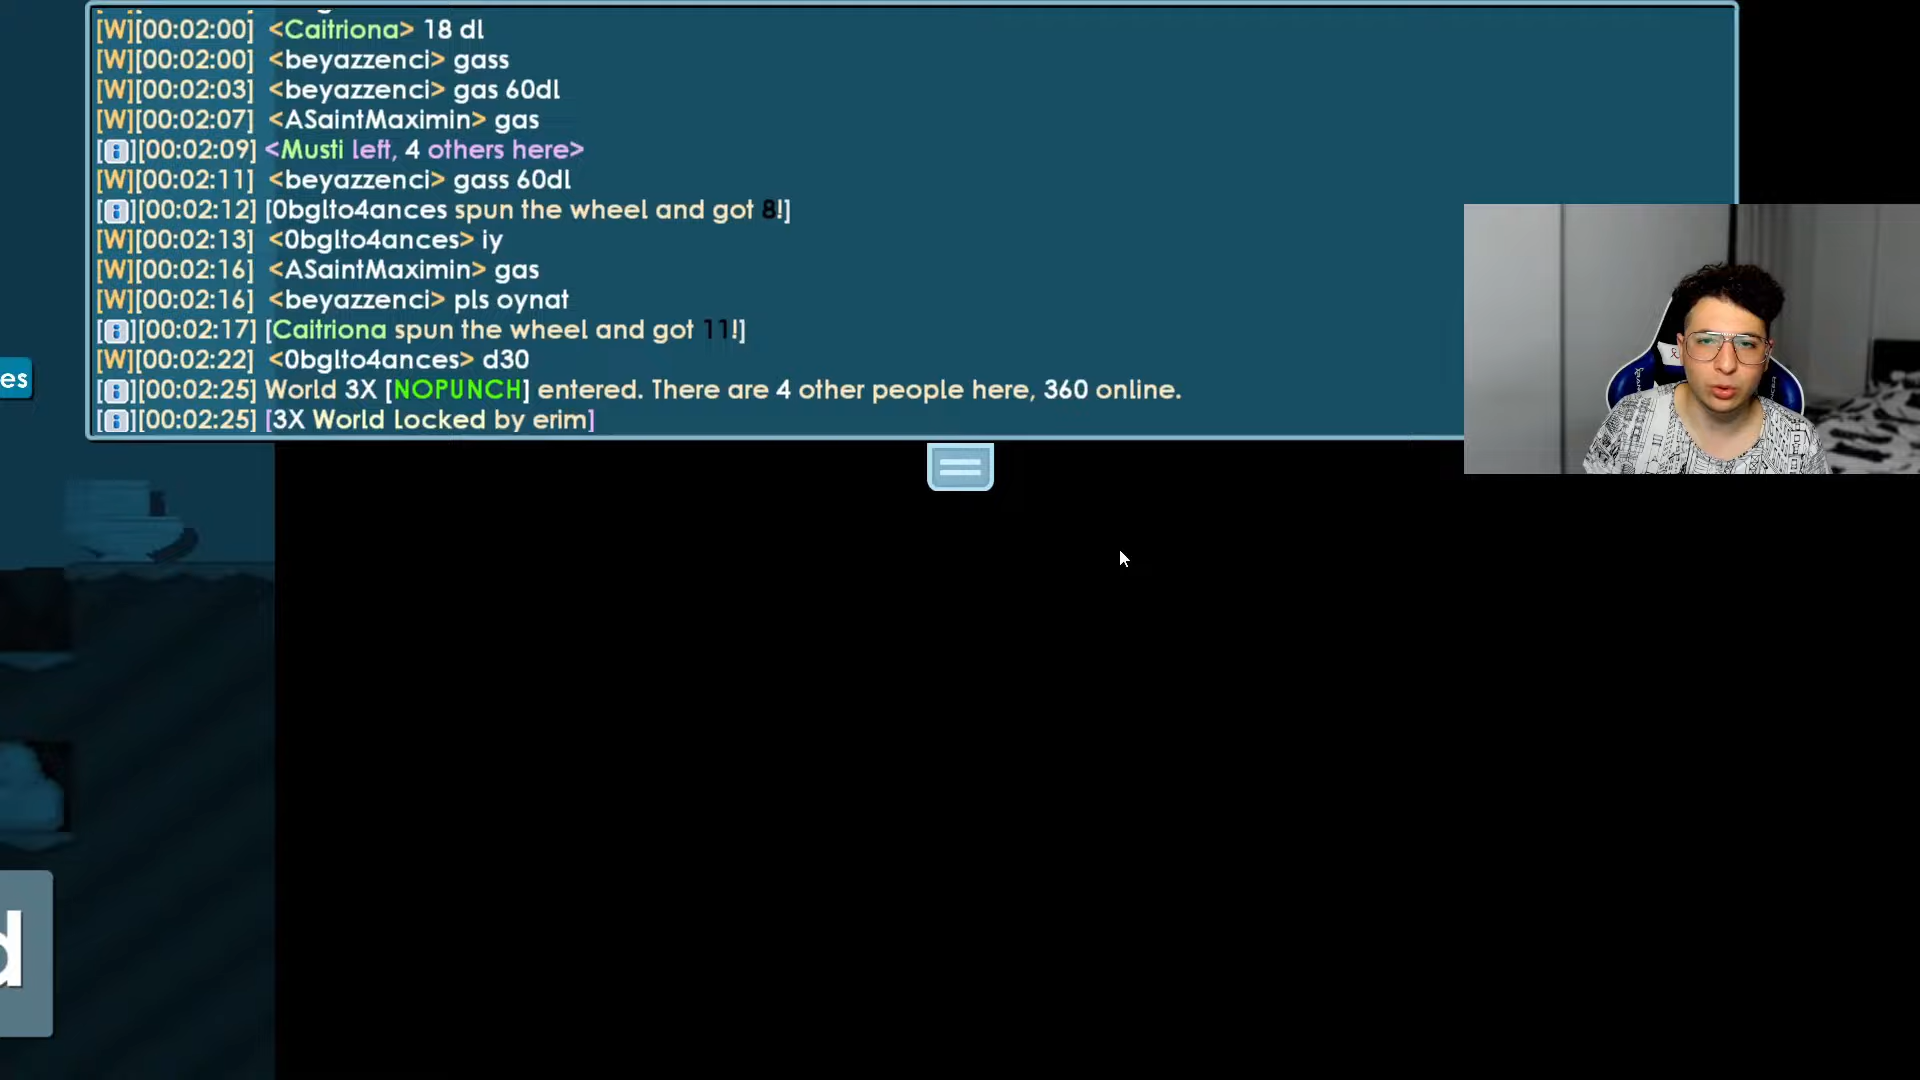 [W][00:02:00] <Caitriona> 18 dl
[W][00:02:00] <beyazzenci> gass
[W][00:02:03] <beyazzenci> gas 60dl
[W][00:02:07] <ASaintMaximin> gas
[i][00:02:09] <Musti left, 4 others here>
[W][00:02:11] <beyazzenci> gass 60dl
[i][00:02:12] [0bglto4ances spun the wheel and got 8!]
[W][00:02:13] <0bglto4ances> iy
[W][00:02:16] <ASaintMaximin> gas
[W][00:02:16] <beyazzenci> pls oynat
[i][00:02:17] [Caitriona spun the wheel and got 11!]
[W][00:02:22] <0bglto4ances> d30
[i][00:02:25] World 3X [NOPUNCH] entered. There are 4 other people here, 360 online.
[i][00:02:25] [3X World Locked by erim]
es
d